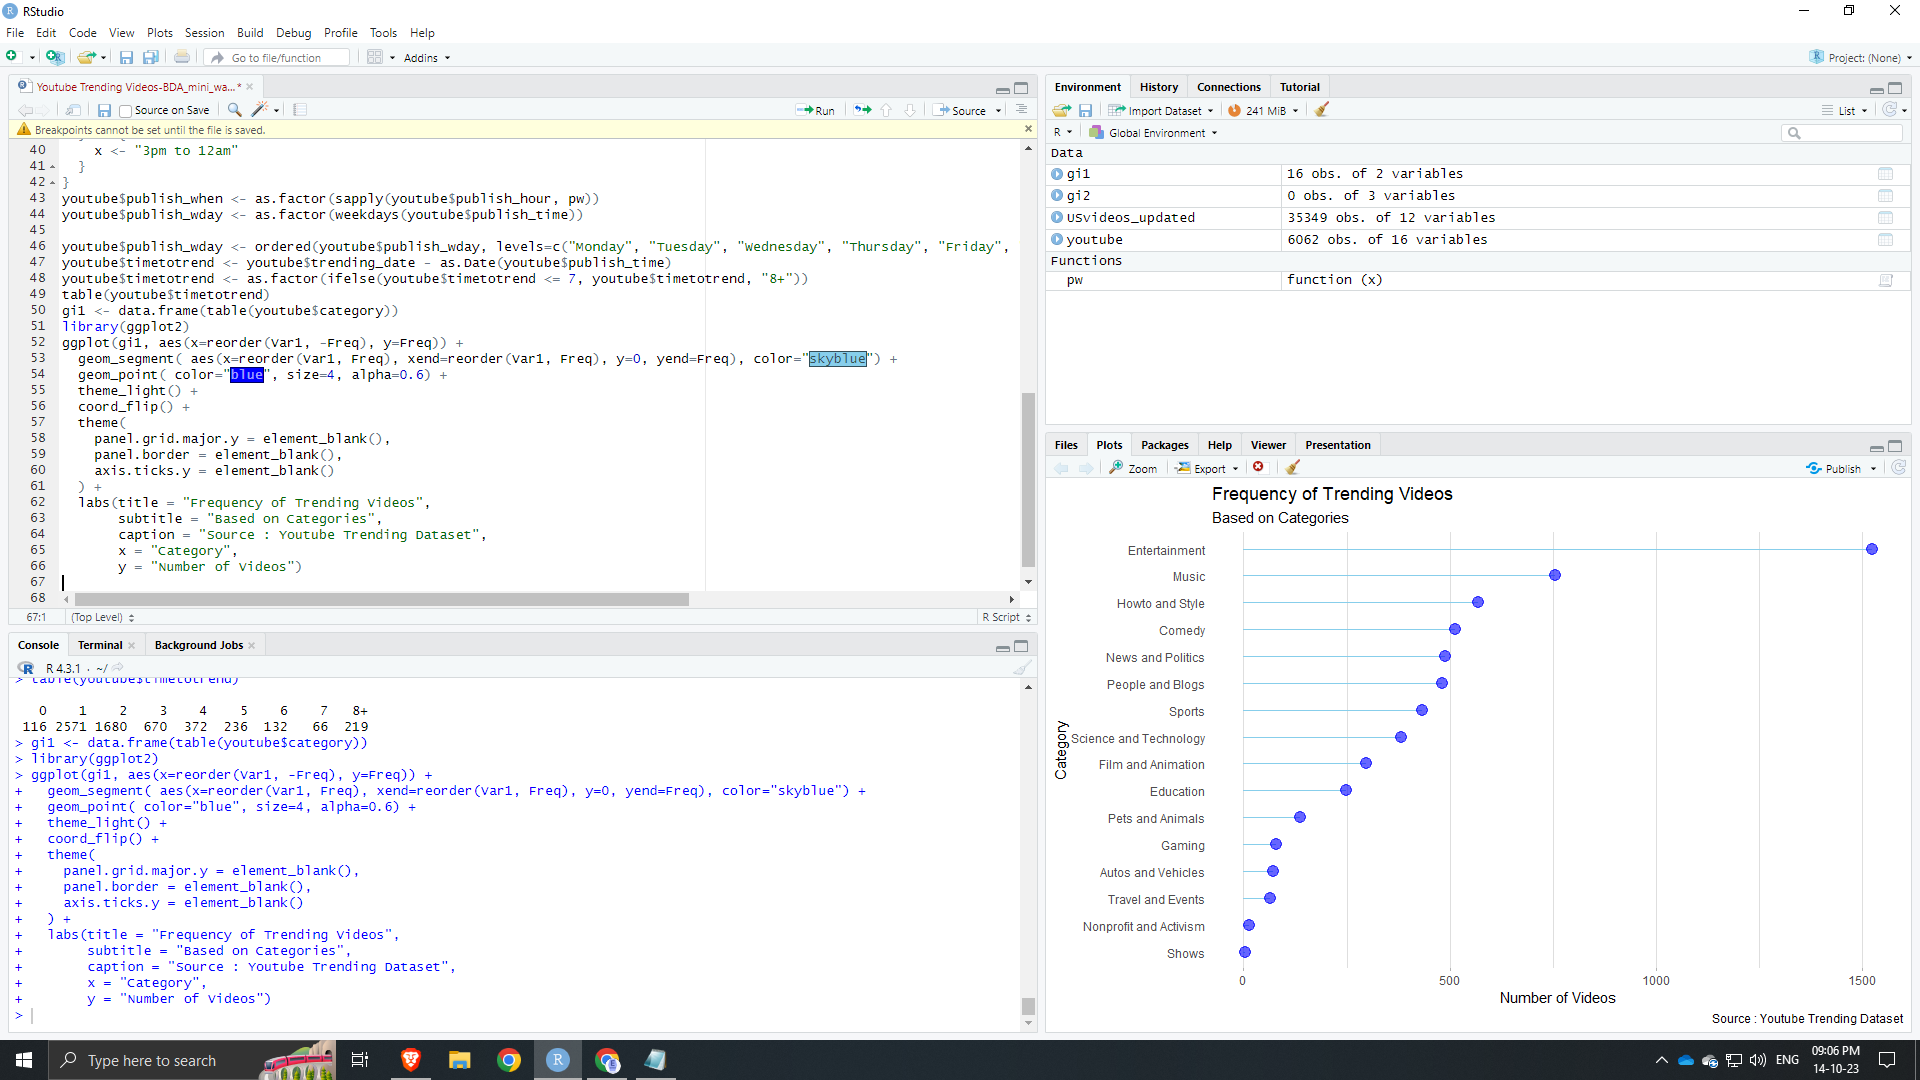 RStudio
File Edit Code View Plots Session Build Debug Profile Tools Help
Go to file/function Addins Project: (None)
Youtube Trending Videos-BDA_mini_wa...*
Source on Save Run Source
Breakpoints cannot be set until the file is saved.
40 x <- "3pm to 12am"
41 }
42 }
43 youtube$publish_when <- as.factor(sapply(youtube$publish_hour, pw))
44 youtube$publish_wday <- as.factor(weekdays(youtube$publish_time))
45
46 youtube$publish_wday <- ordered(youtube$publish_wday, levels=c("Monday", "Tuesday", "Wednesday", "Thursday", "Friday",
47 youtube$timetotrend <- youtube$trending_date - as.Date(youtube$publish_time)
48 youtube$timetotrend <- as.factor(ifelse(youtube$timetotrend <= 7, youtube$timetotrend, "8+"))
49 table(youtube$timetotrend)
50 gi1 <- data.frame(table(youtube$category))
51 library(ggplot2)
52 ggplot(gi1, aes(x=reorder(Var1, -Freq), y=Freq)) +
53 geom_segment( aes(x=reorder(Var1, Freq), xend=reorder(Var1, Freq), y=0, yend=Freq), color="skyblue") +
54 geom_point( color="blue", size=4, alpha=0.6) +
55 theme_light() +
56 coord_flip() +
57 theme(
58 panel.grid.major.y = element_blank(),
59 panel.border = element_blank(),
60 axis.ticks.y = element_blank()
61 ) +
62 labs(title = "Frequency of Trending Videos",
63 subtitle = "Based on Categories",
64 caption = "Source : Youtube Trending Dataset",
65 x = "Category",
66 y = "Number of Videos")
67
68
67:1 (Top Level) R Script
Console Terminal Background Jobs
R 4.3.1 · ~/
> table(youtube$timetotrend)
0 1 2 3 4 5 6 7 8+
116 2571 1680 670 372 236 132 66 219
> gi1 <- data.frame(table(youtube$category))
> library(ggplot2)
> ggplot(gi1, aes(x=reorder(Var1, -Freq), y=Freq)) +
+ geom_segment( aes(x=reorder(Var1, Freq), xend=reorder(Var1, Freq), y=0, yend=Freq), color="skyblue") +
+ geom_point( color="blue", size=4, alpha=0.6) +
+ theme_light() +
+ coord_flip() +
+ theme(
+ panel.grid.major.y = element_blank(),
+ panel.border = element_blank(),
+ axis.ticks.y = element_blank()
+ ) +
+ labs(title = "Frequency of Trending Videos",
+ subtitle = "Based on Categories",
+ caption = "Source : Youtube Trending Dataset",
+ x = "Category",
+ y = "Number of Videos")
>
Environment History Connections Tutorial
Import Dataset 241 MiB List
R Global Environment
Data
gi1 16 obs. of 2 variables
gi2 0 obs. of 3 variables
USvideos_updated 35349 obs. of 12 variables
youtube 6062 obs. of 16 variables
Functions
pw function (x)
Files Plots Packages Help Viewer Presentation
Zoom Export Publish
Frequency of Trending Videos
Based on Categories
Entertainment
Music
Howto and Style
Comedy
News and Politics
People and Blogs
Sports
Science and Technology
Film and Animation
Education
Pets and Animals
Gaming
Autos and Vehicles
Travel and Events
Nonprofit and Activism
Shows
Category
0 500 1000 1500
Number of Videos
Source : Youtube Trending Dataset
Type here to search
ENG
09:06 PM
14-10-23